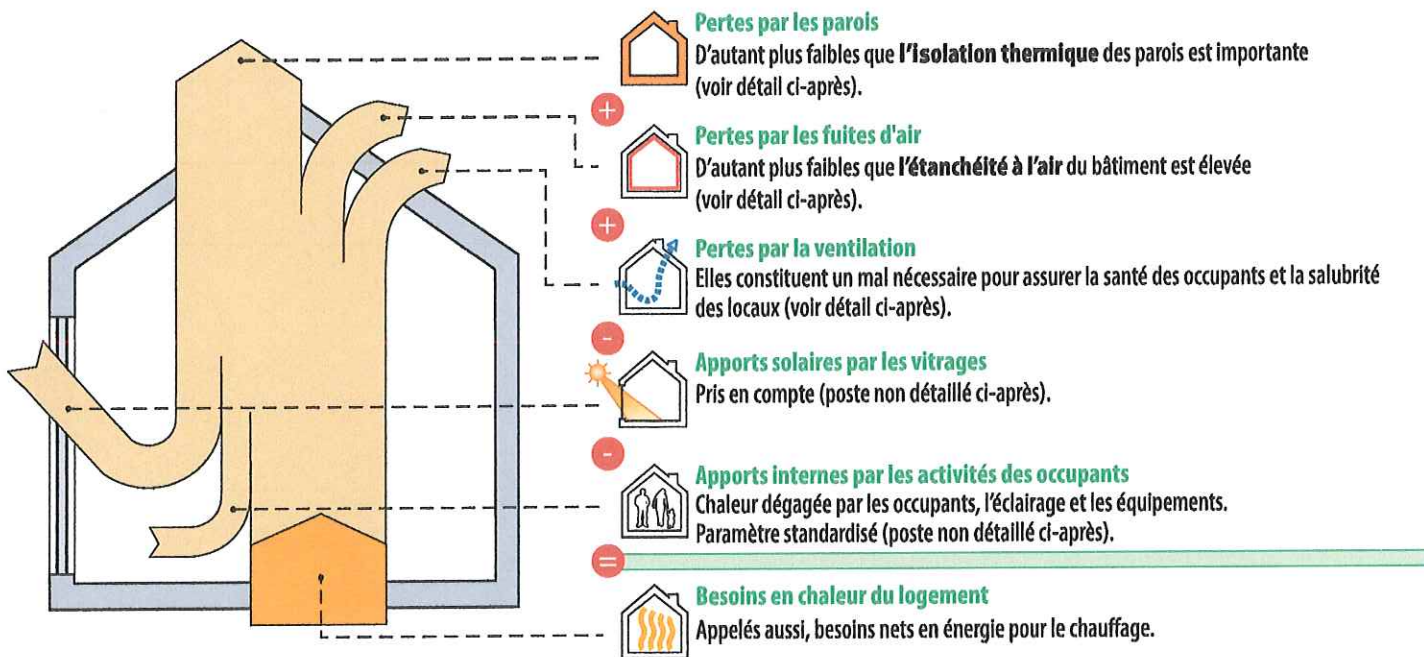 Pertes par les parois
D'autant plus faibles que l'isolation thermique des parois est importante
(voir détail ci-après).
+
Pertes par les fuites d'air
D'autant plus faibles que l'étanchéité à l'air du bâtiment est élevée
(voir détail ci-après).
+
Pertes par la ventilation
Elles constituent un mal nécessaire pour assurer la santé des occupants et la salubrité
des locaux (voir détail ci-après).
-
Apports solaires par les vitrages
Pris en compte (poste non détaillé ci-après).
-
Apports internes par les activités des occupants
Chaleur dégagée par les occupants, l'éclairage et les équipements.
Paramètre standardisé (poste non détaillé ci-après).
=
Besoins en chaleur du logement
Appelés aussi, besoins nets en énergie pour le chauffage.